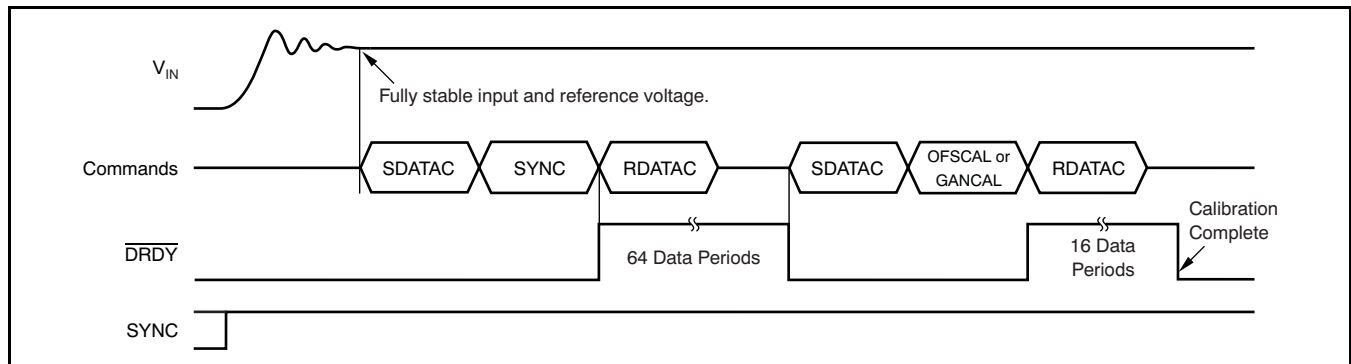 VIN
Fully stable input and reference voltage.
Commands
SDATAC
SYNC
RDATAC
SDATAC
OFSCAL or
GANCAL
RDATAC
Calibration
Complete
DRDY
64 Data Periods
16 Data
Periods
SYNC